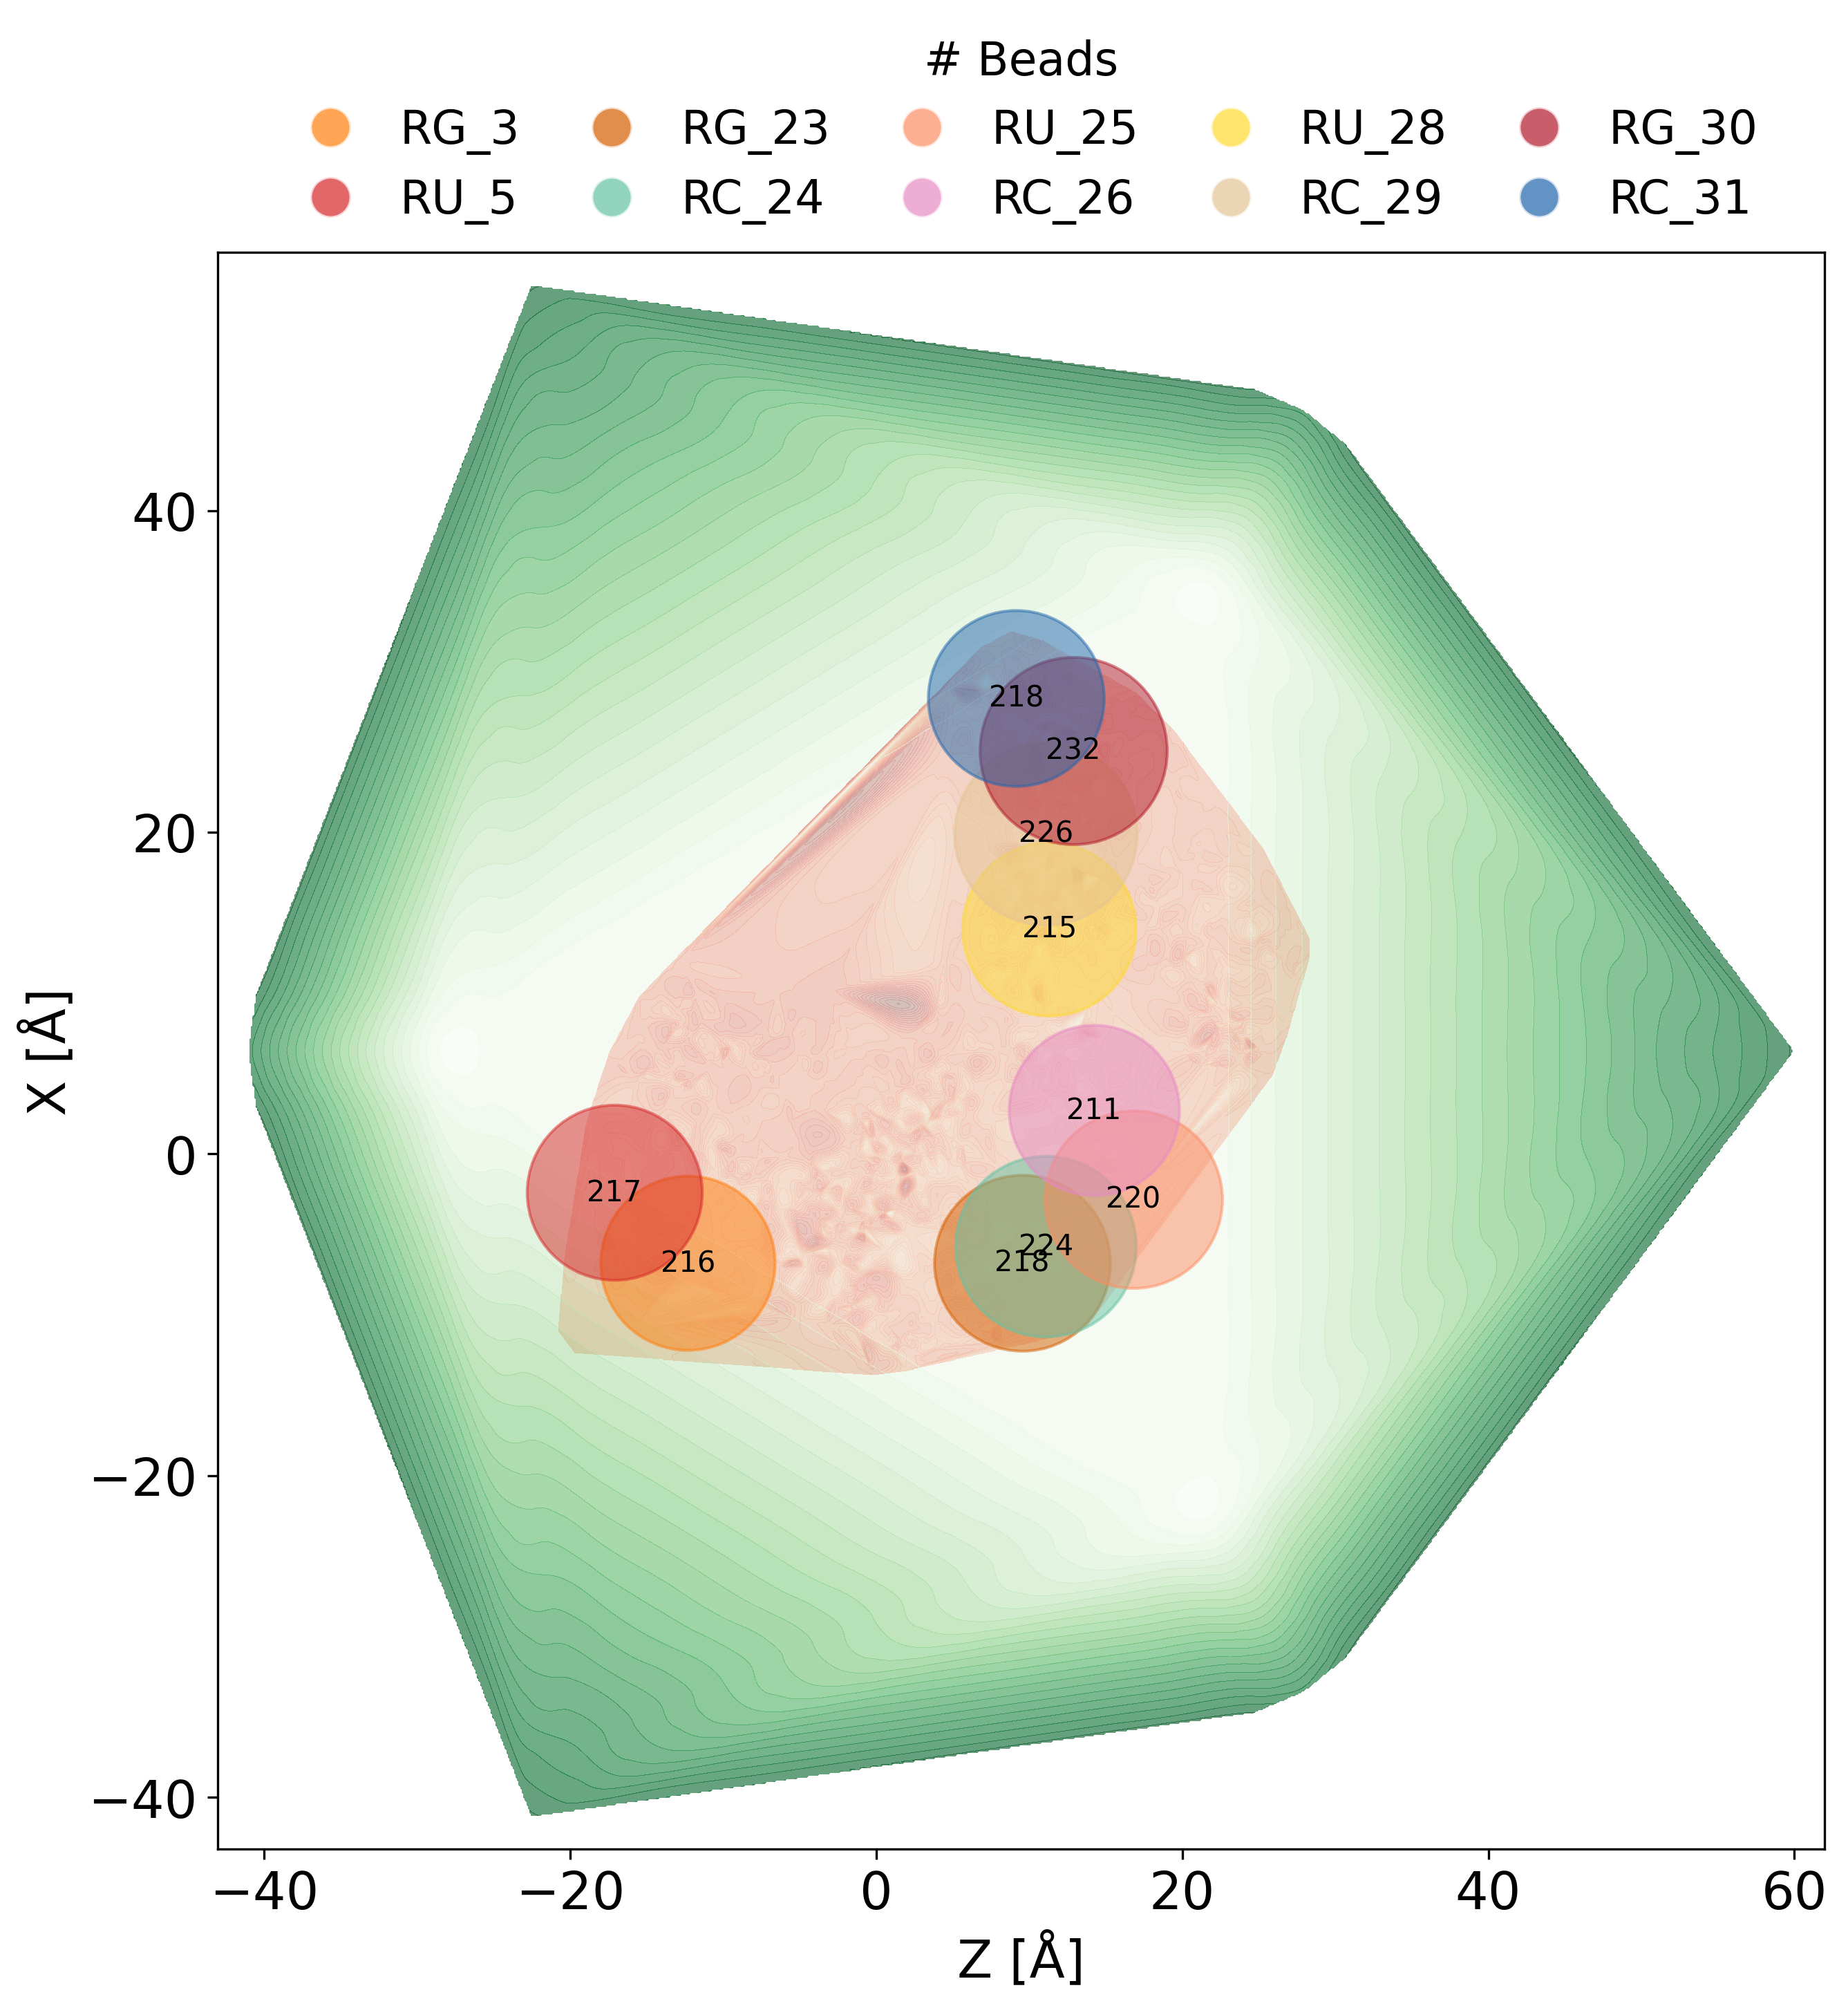 # Beads
RG_3 RG_23 RU_25 RU_28 RG_30
RU_5 RC_24 RC_26 RC_29 RC_31
40
20
0
−20
−40
X [Å]
218
232
226
215
211
217
220
224
218
216
−40 −20 0 20 40 60
Z [Å]